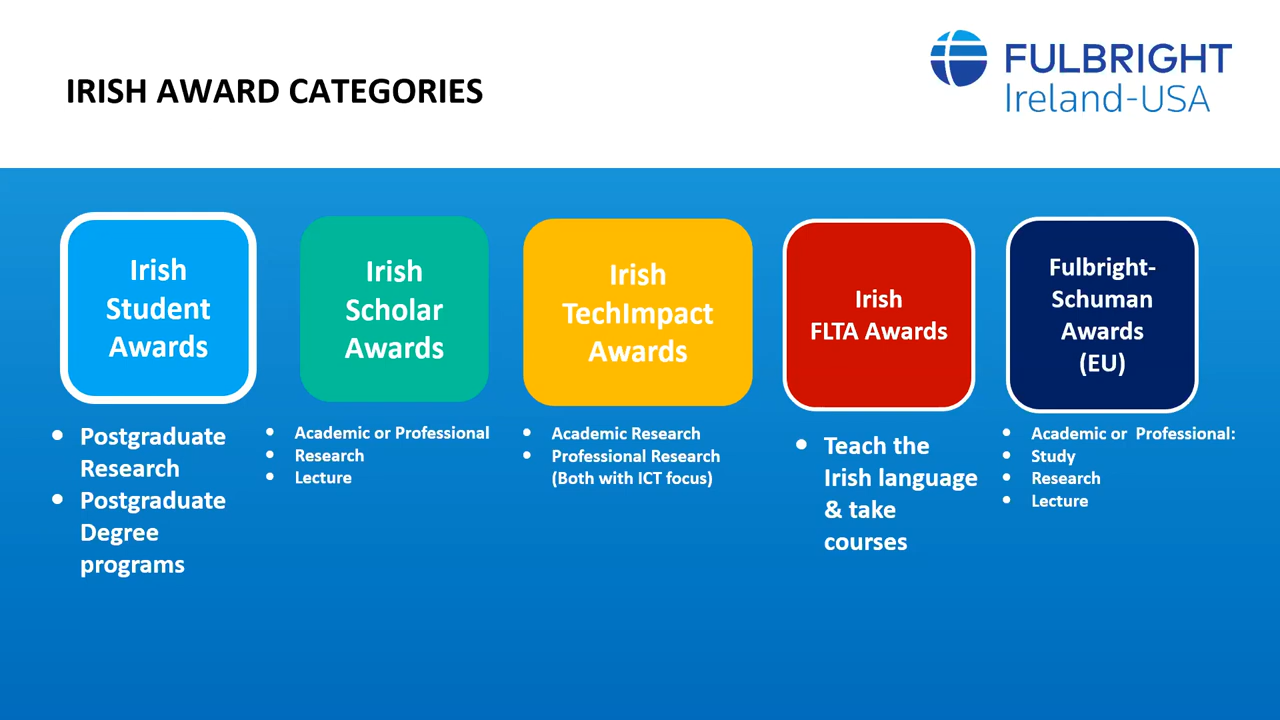 IRISH AWARD CATEGORIES
FULBRIGHT
Ireland-USA
Irish
Student
Awards
• Postgraduate
Research
• Postgraduate
Degree
programs
Irish
Scholar
Awards
• Academic or Professional
• Research
• Lecture
Irish
TechImpact
Awards
• Academic Research
• Professional Research
(Both with ICT focus)
Irish
FLTA Awards
• Teach the
Irish language
& take
courses
Fulbright-
Schuman
Awards
(EU)
• Academic or Professional:
• Study
• Research
• Lecture